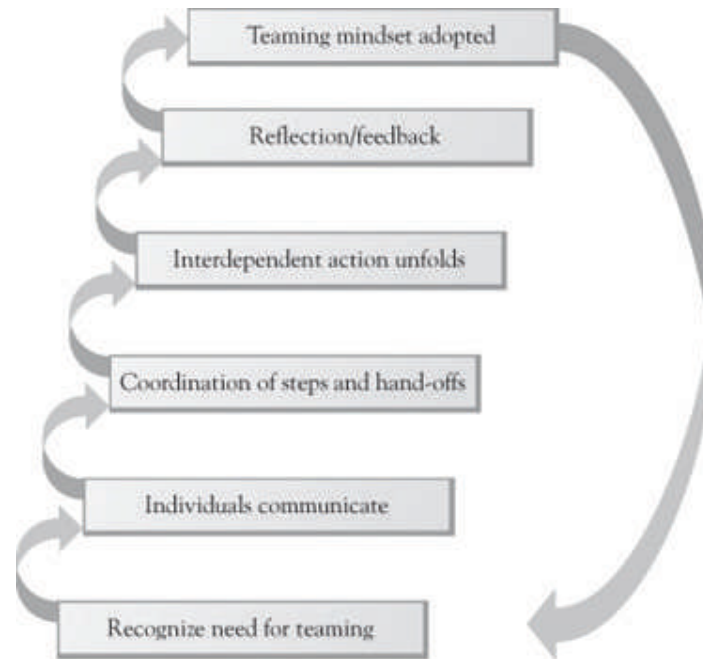 Teaming mindset adopted
Reflection/feedback
Interdependent action unfolds
Coordination of steps and hand-offs
Individuals communicate
Recognize need for teaming